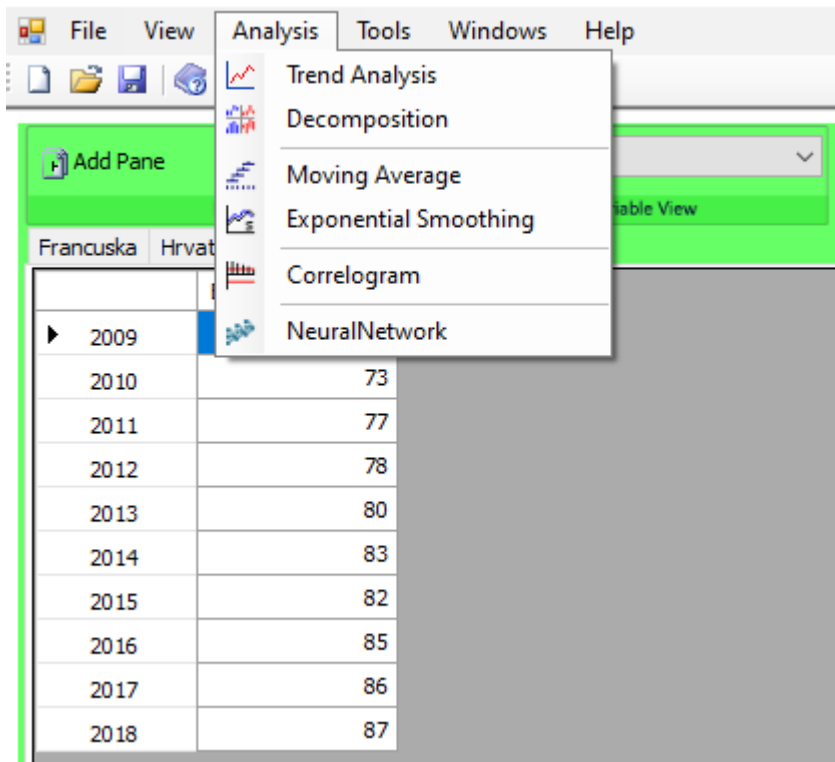 File View Analysis Tools Windows Help
Trend Analysis
Decomposition
Add Pane
Moving Average
Exponential Smoothing
View
Francuska
Correlogram
2009
NeuralNetwork
2010 73
2011 77
2012 78
2013 80
2014 83
2015 82
2016 85
2017 86
2018 87